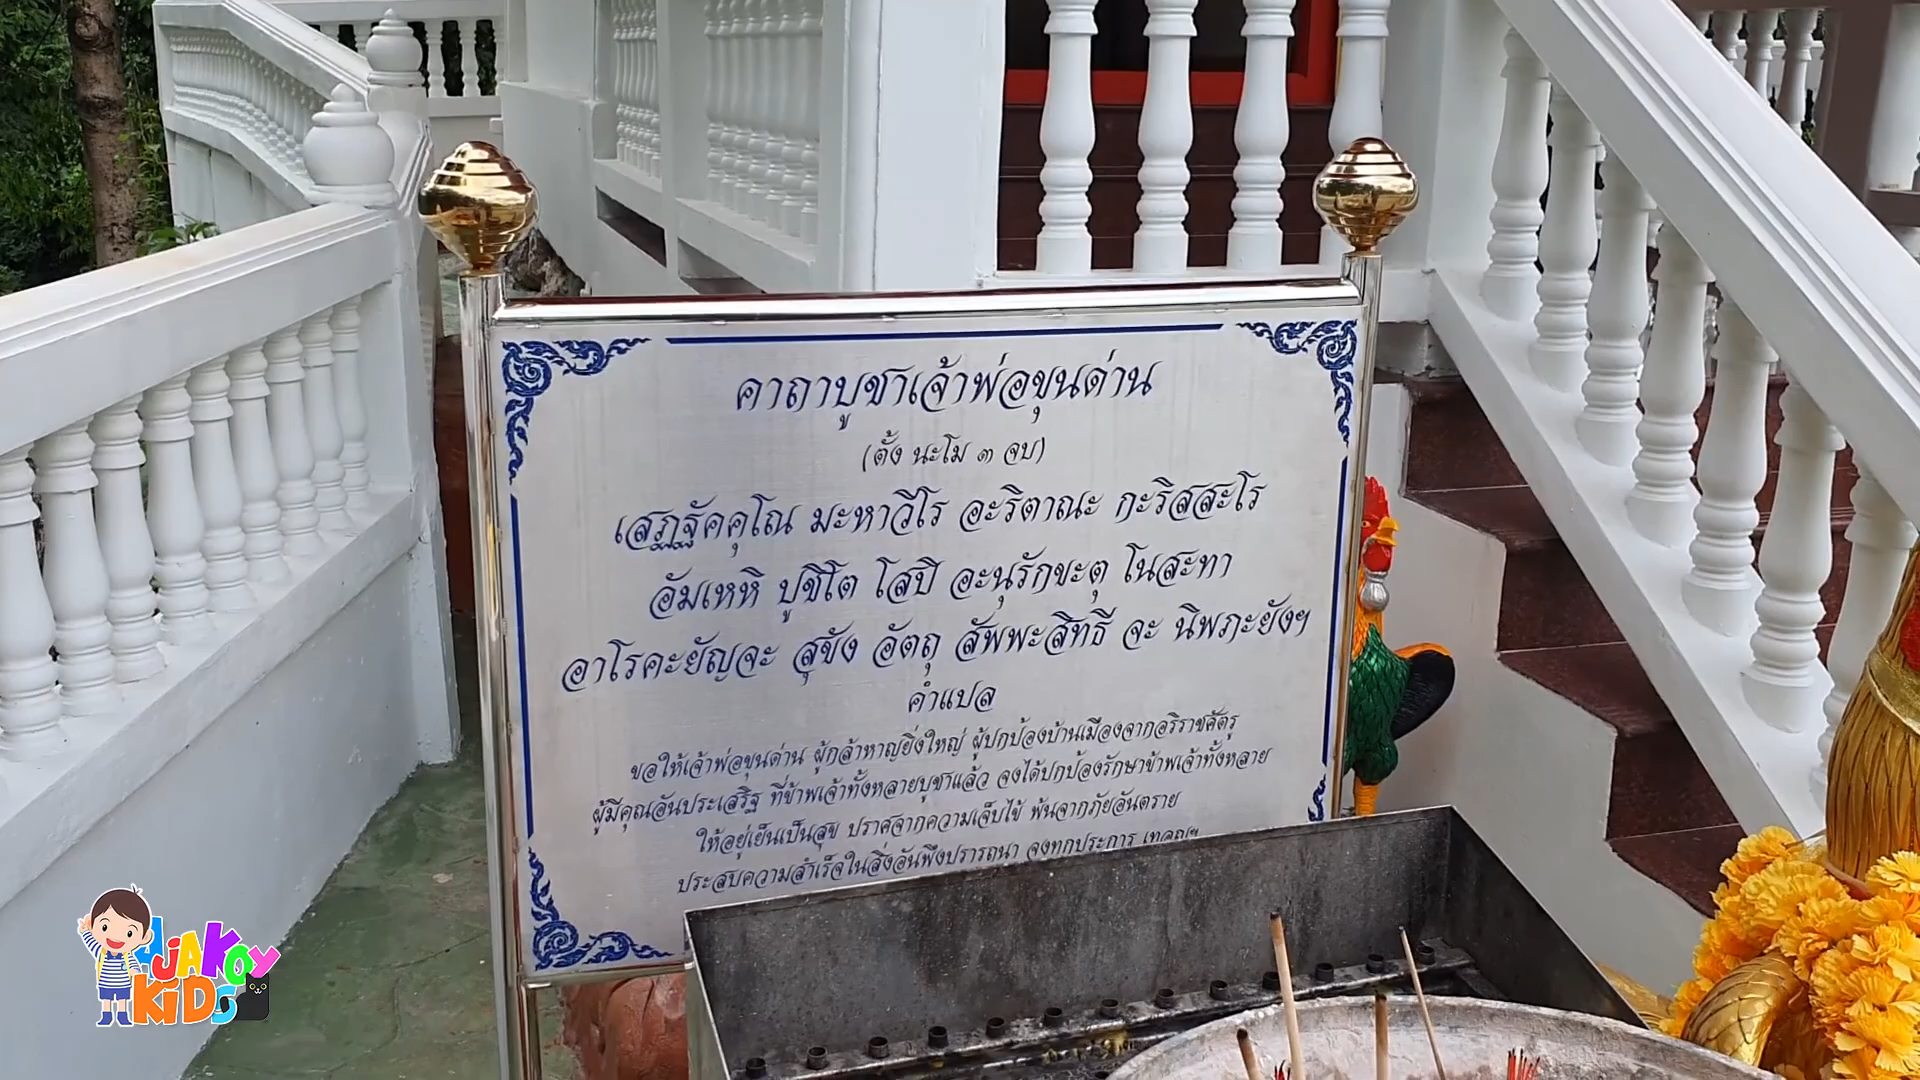 คาถาบูชาเจ้าพ่อขุนด่าน
(ตั้ง นะโม ๓ จบ)
เสฏฐัคคุโณ มะหาวีโร อะริตาณะ กะริสสะโร
อัมเหหิ ปูชิโต โสปิ อะนุรักขะตุ โนสะทา
อาโรคะยัญจะ สุขัง อัตถุ สัพพะสิทธี จะ นิพภะยังฯ
คำแปล
ขอให้เจ้าพ่อขุนด่าน ผู้กล้าหาญยิ่งใหญ่ ผู้ปกป้องบ้านเมืองจากอริราชศัตรู
ผู้มีคุณอันประเสริฐ ที่ข้าพเจ้าทั้งหลายบูชาแล้ว จงได้ปกป้องรักษาข้าพเจ้าทั้งหลาย
ให้อยู่เย็นเป็นสุข ปราศจากความเจ็บไข้ พ้นจากภัยอันตราย
ประสบความสำเร็จในสิ่งอันพึงปรารถนา จงทุกประการ เทอญฯ
JJAKOY
KIDS